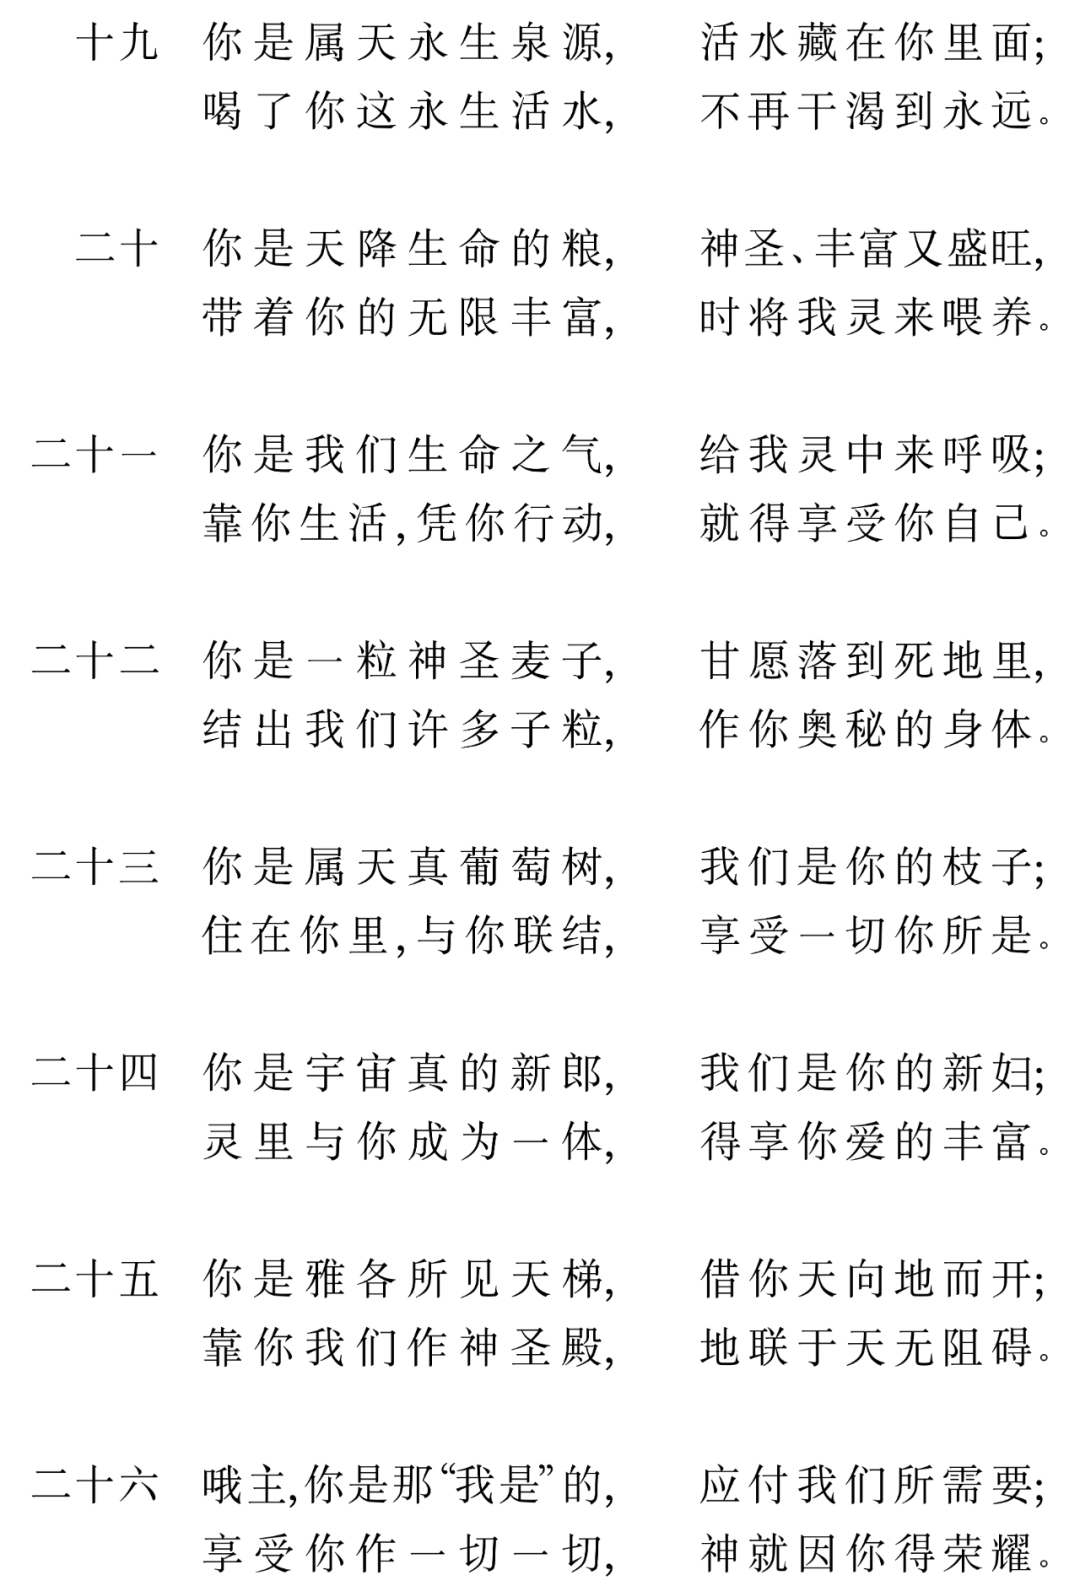 十九 你是属天永生泉源, 活水藏在你里面;
喝了你这永生活水, 不再干渴到永远。
二十 你是天降生命的粮, 神圣、丰富又盛旺,
带着你的无限丰富, 时将我灵来喂养。
二十一 你是我们生命之气, 给我灵中来呼吸;
靠你生活,凭你行动, 就得享受你自己。
二十二 你是一粒神圣麦子, 甘愿落到死地里,
结出我们许多子粒, 作你奥秘的身体。
二十三 你是属天真葡萄树, 我们是你的枝子;
住在你里,与你联结, 享受一切你所是。
二十四 你是宇宙真的新郎, 我们是你的新妇;
灵里与你成为一体, 得享你爱的丰富。
二十五 你是雅各所见天梯, 借你天向地而开;
靠你我们作神圣殿, 地联于天无阻碍。
二十六 哦主,你是那“我是”的, 应付我们所需要;
享受你作一切一切, 神就因你得荣耀。